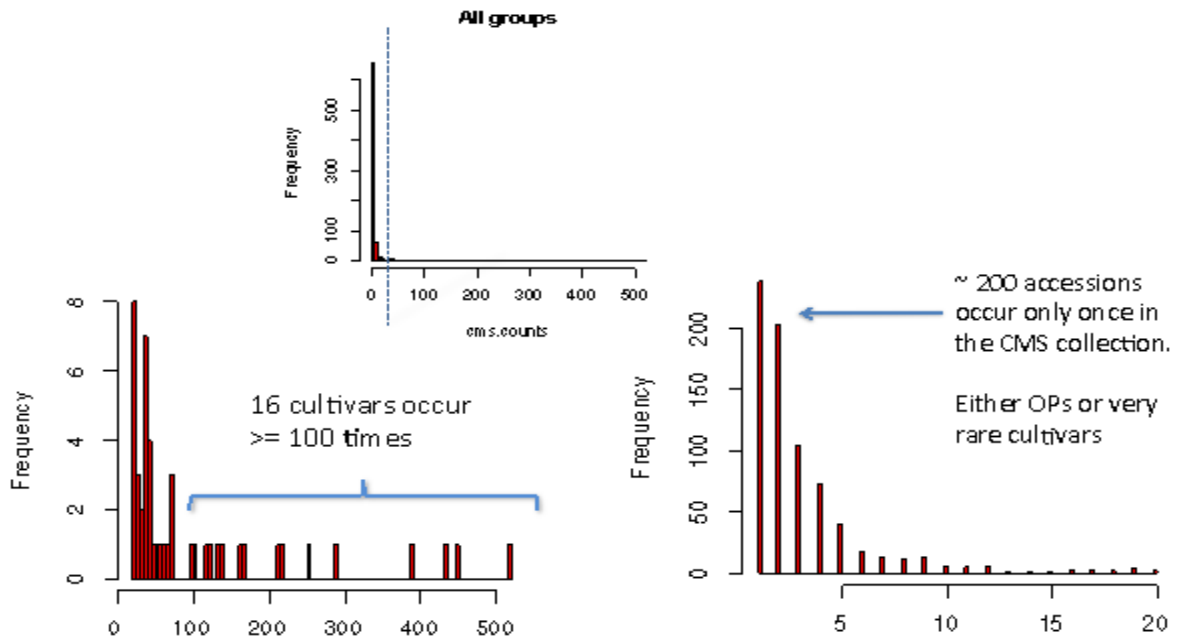 All groups
Frequency
0
100
300
500
0 100 200 300 400 500
cms.counts
Frequency
0
2
4
6
8
0 100 200 300 400 500
16 cultivars occur
>= 100 times
Frequency
0
50
100
150
200
5 10 15 20
~ 200 accessions
occur only once in
the CMS collection.
Either OPs or very
rare cultivars